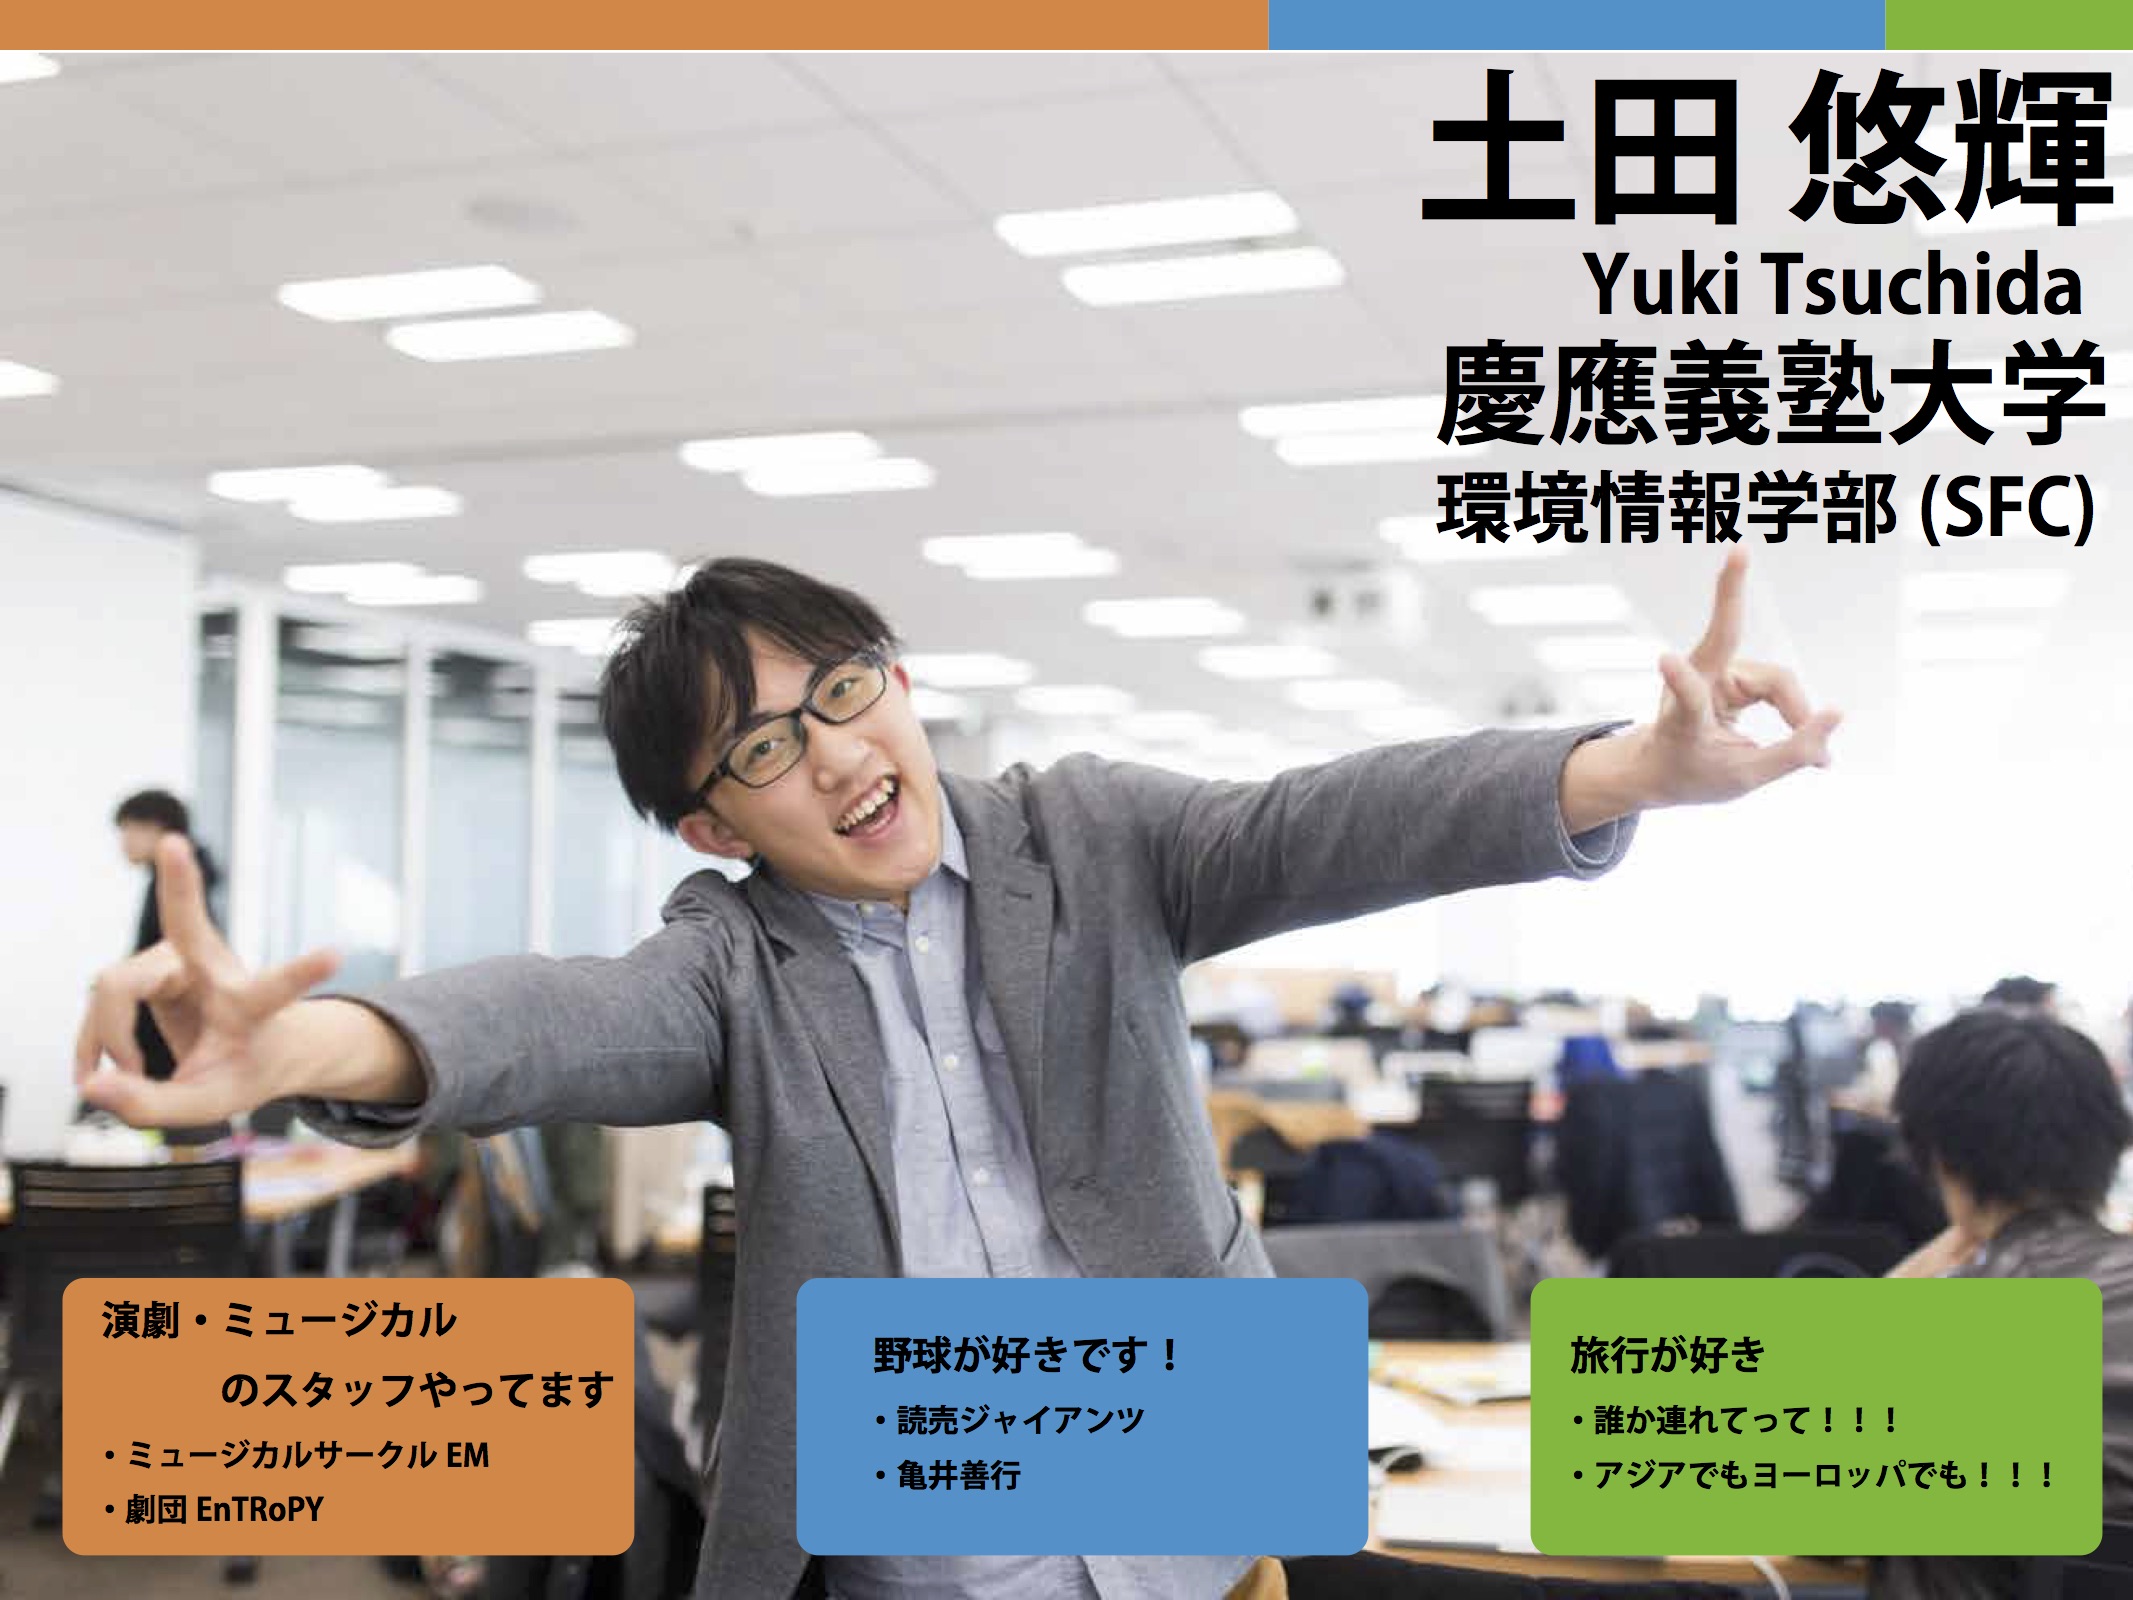 土田 悠輝
Yuki Tsuchida
慶應義塾大学
環境情報学部 (SFC)
演劇・ミュージカル
のスタッフやってます
・ミュージカルサークル EM
・劇団 EnTRoPY
野球が好きです！
・読売ジャイアンツ
・亀井善行
旅行が好き
・誰か連れてって！！！
・アジアでもヨーロッパでも！！！